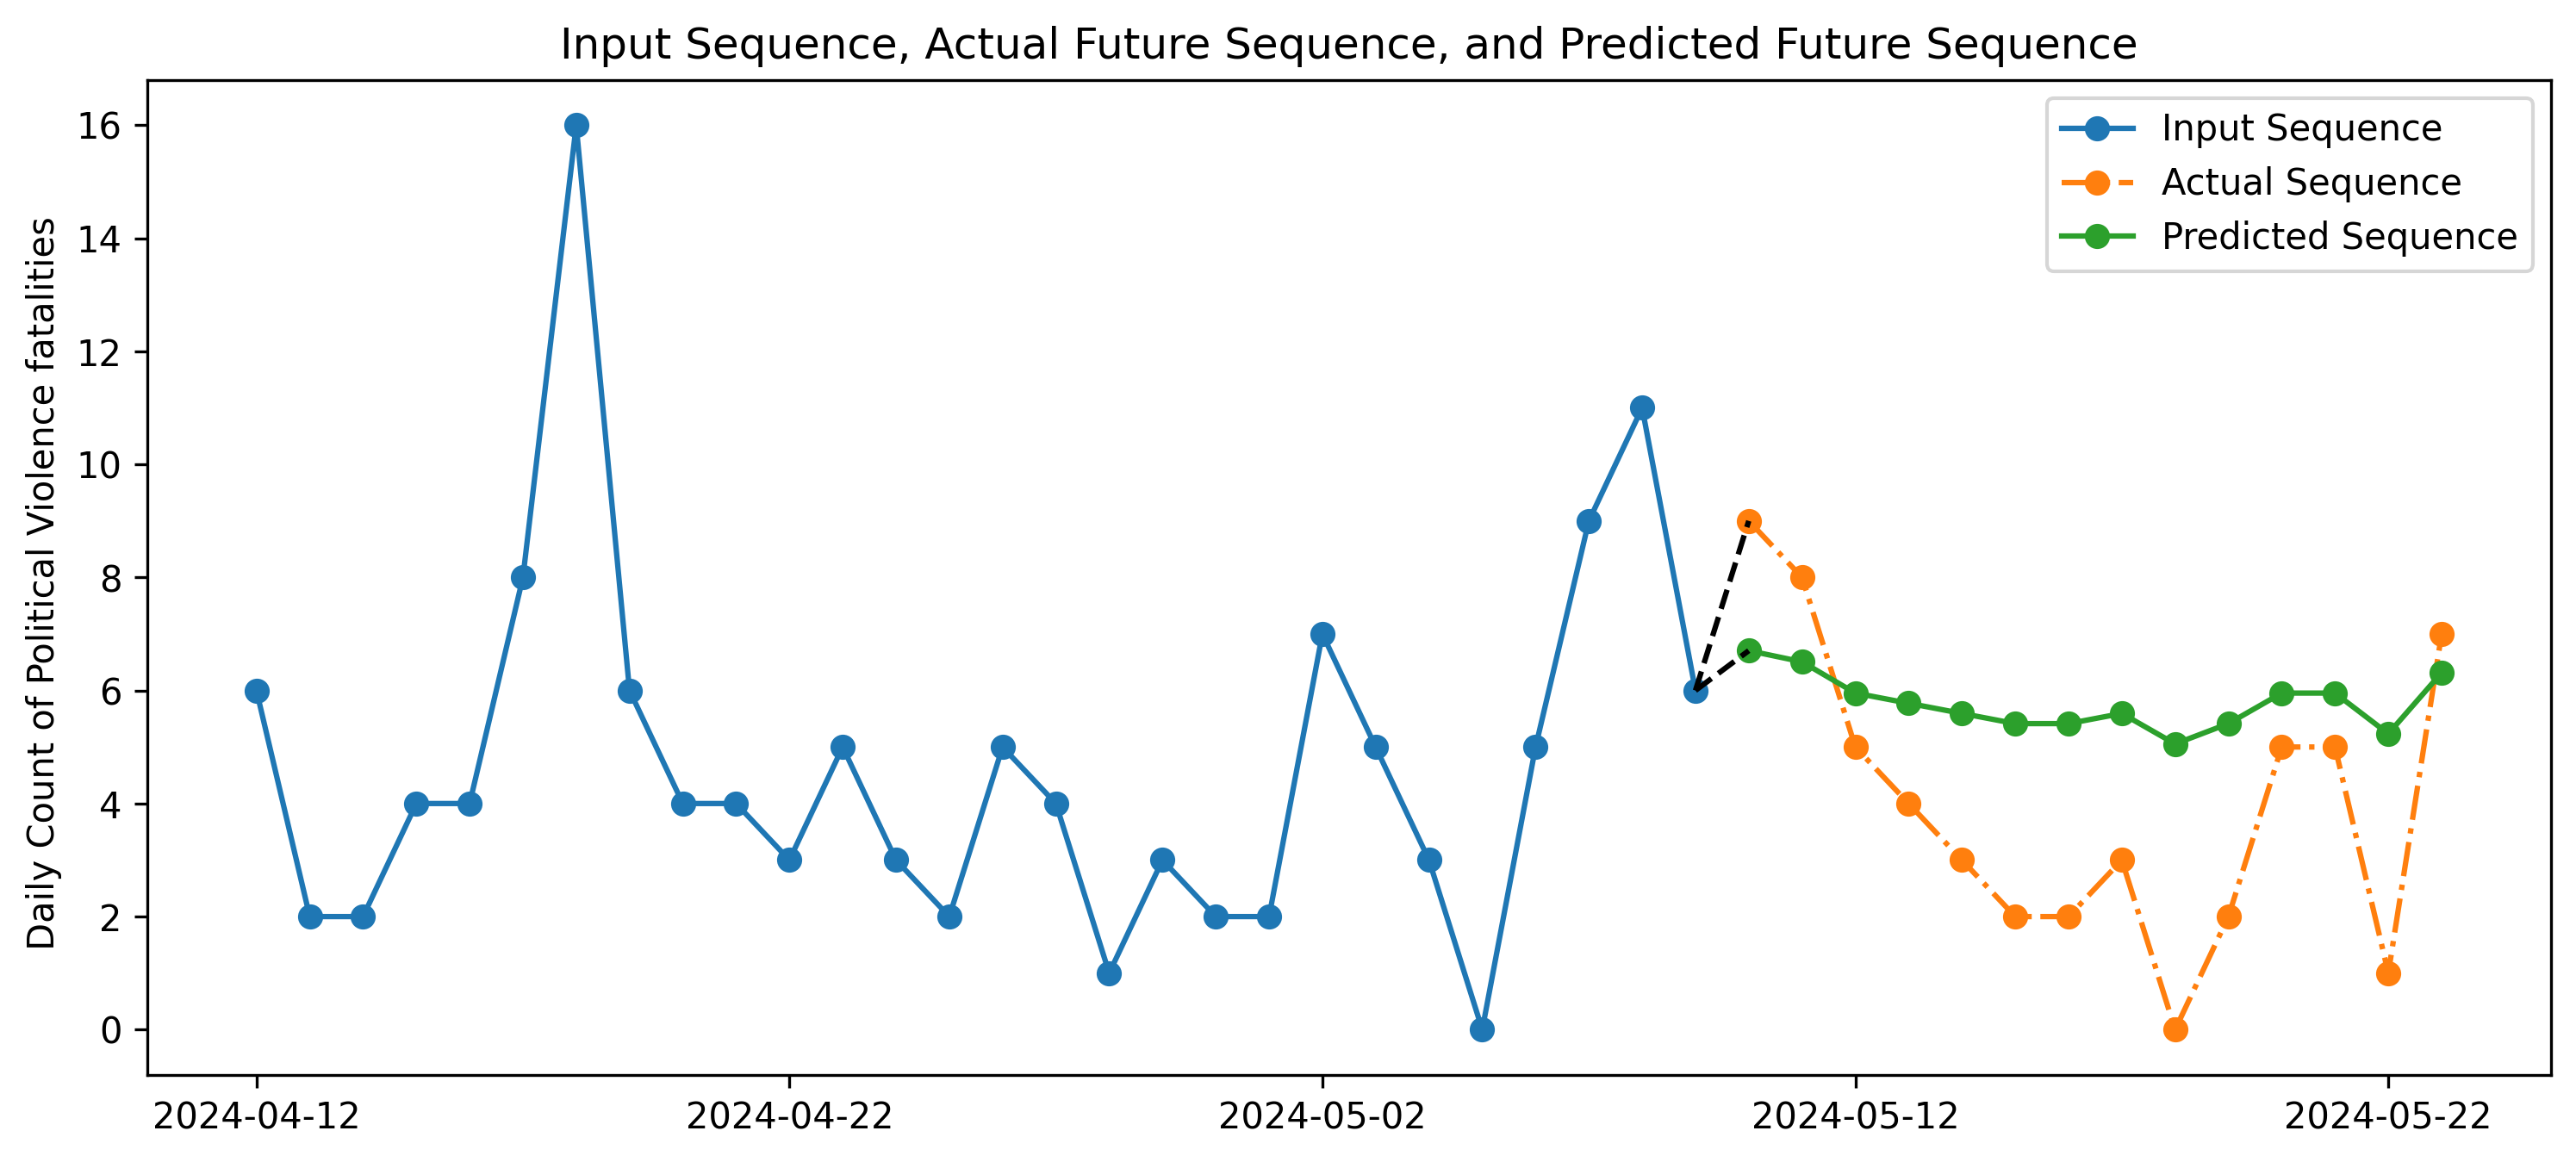 Input Sequence, Actual Future Sequence, and Predicted Future Sequence
Daily Count of Political Violence fatalities
16
14
12
10
8
6
4
2
0
Input Sequence
Actual Sequence
Predicted Sequence
2024-04-12
2024-04-22
2024-05-02
2024-05-12
2024-05-22